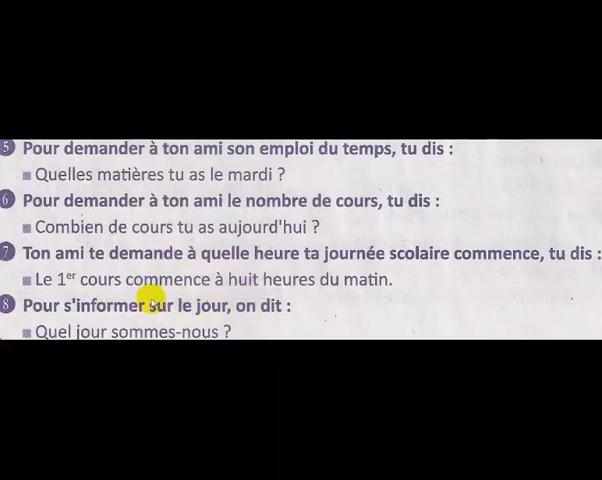 5 Pour demander à ton ami son emploi du temps, tu dis :
■ Quelles matières tu as le mardi ?
6 Pour demander à ton ami le nombre de cours, tu dis :
■ Combien de cours tu as aujourd'hui ?
7 Ton ami te demande à quelle heure ta journée scolaire commence, tu dis :
■ Le 1er cours commence à huit heures du matin.
8 Pour s'informer sur le jour, on dit :
■ Quel jour sommes-nous ?